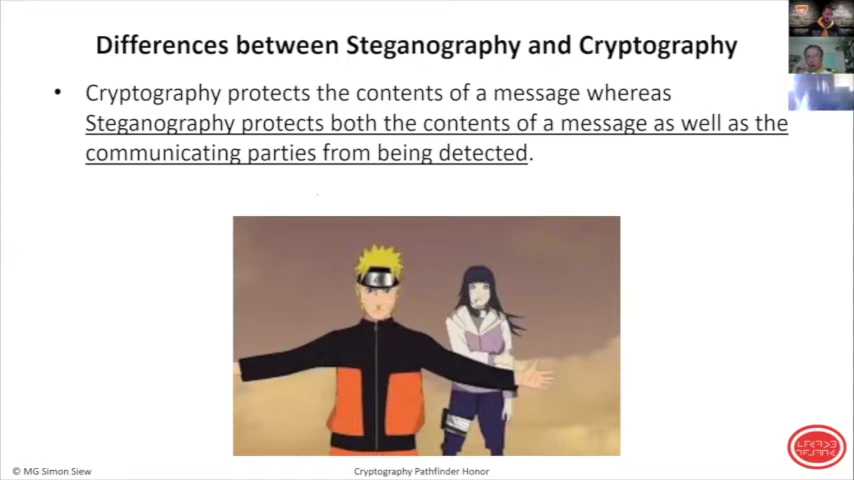 Differences between Steganography and Cryptography
• Cryptography protects the contents of a message whereas
Steganography protects both the contents of a message as well as the
communicating parties from being detected.
© MG Simon Siew
Cryptography Pathfinder Honor